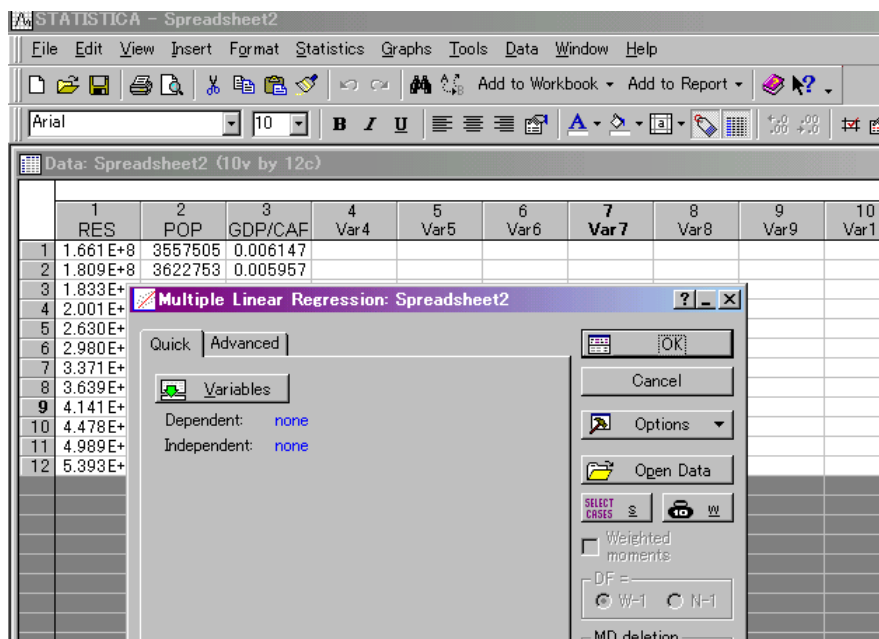 STATISTICA - Spreadsheet2
File Edit View Insert Format Statistics Graphs Tools Data Window Help
Add to Workbook Add to Report
Arial 10 B I U A a
Data: Spreadsheet2 (10v by 12c)
1 2 3 4 5 6 7 8 9 10
RES POP GDP/CAF Var4 Var5 Var6 Var7 Var8 Var9 Var1
1 1.661E+8 3557505 0.006147
2 1.809E+8 3622753 0.005957
3 1.833E+
4 2.001E+
5 2.630E+
6 2.980E+
7 3.371E+
8 3.639E+
9 4.141E+
10 4.478E+
11 4.989E+
12 5.393E+
Multiple Linear Regression: Spreadsheet2
Quick Advanced
Variables
Dependent: none
Independent: none
OK
Cancel
Options
Open Data
SELECT CASES S W
Weighted
moments
DF =
W-1 N-1
MD deletion